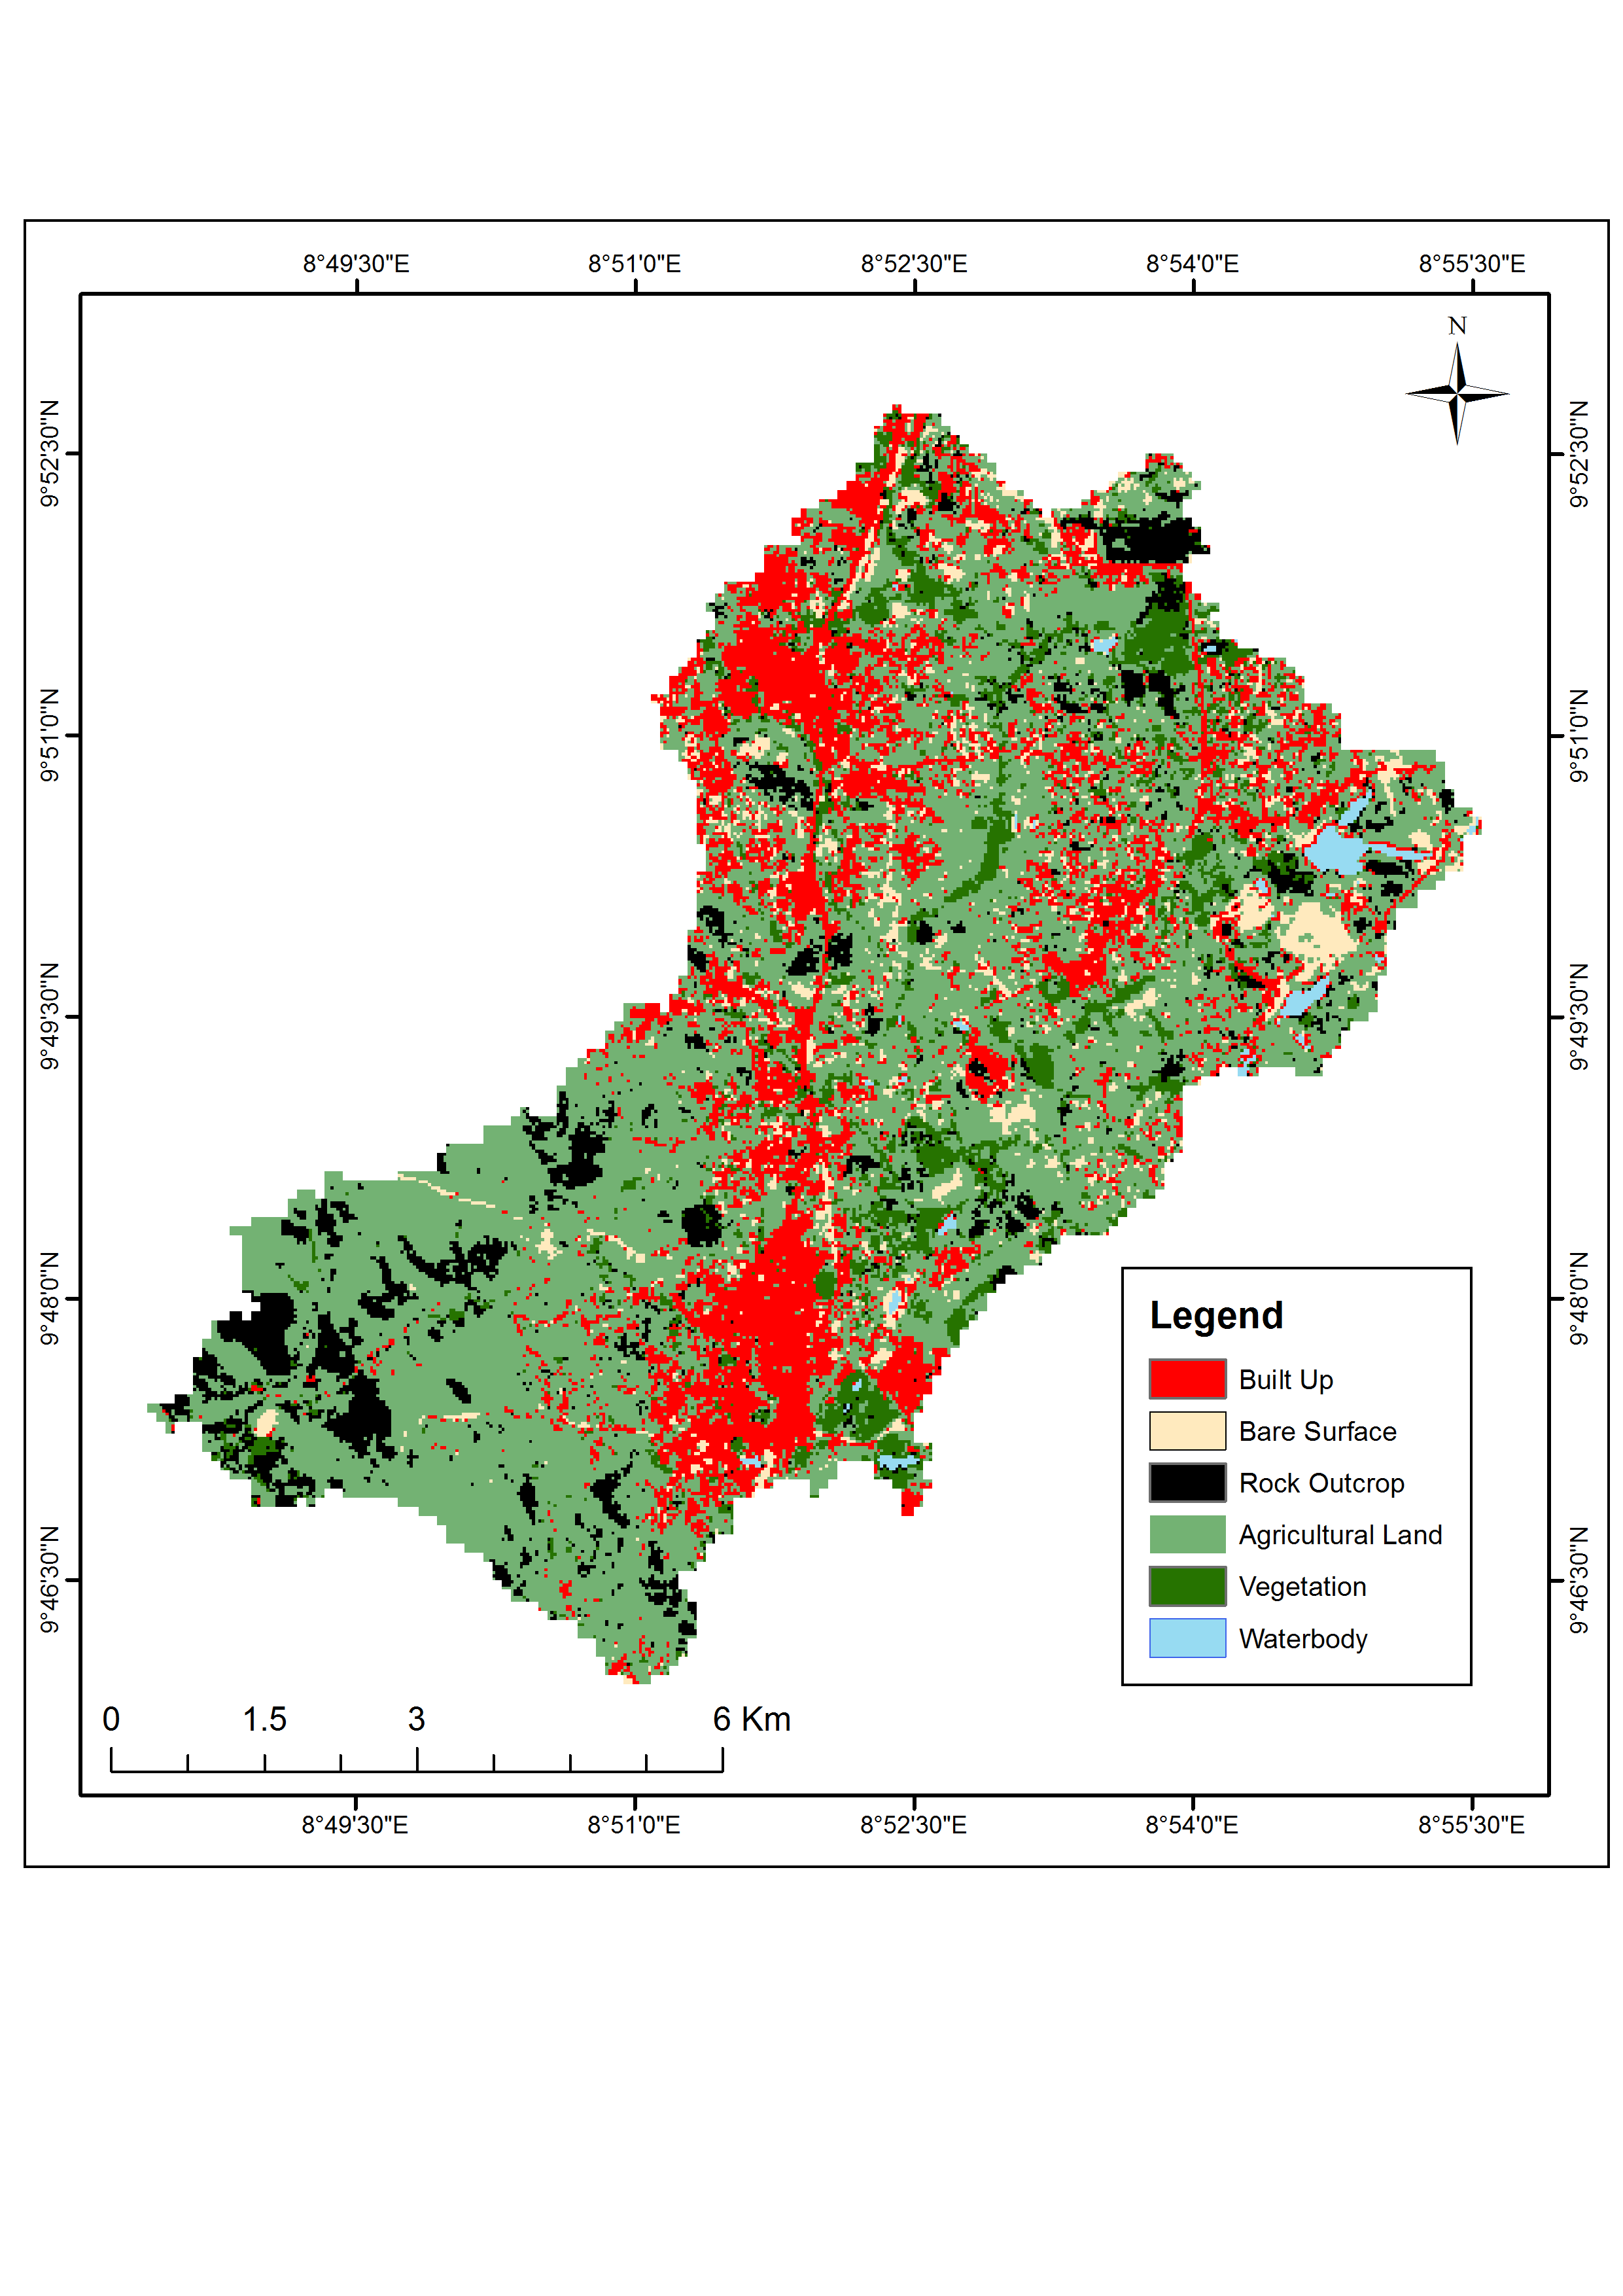 8°49'30"E 8°51'0"E 8°52'30"E 8°54'0"E 8°55'30"E
N
9°52'30"N 9°52'30"N
9°51'0"N 9°51'0"N
9°49'30"N 9°49'30"N
9°48'0"N 9°48'0"N
9°46'30"N 9°46'30"N
Legend
Built Up
Bare Surface
Rock Outcrop
Agricultural Land
Vegetation
Waterbody
0 1.5 3 6 Km
8°49'30"E 8°51'0"E 8°52'30"E 8°54'0"E 8°55'30"E